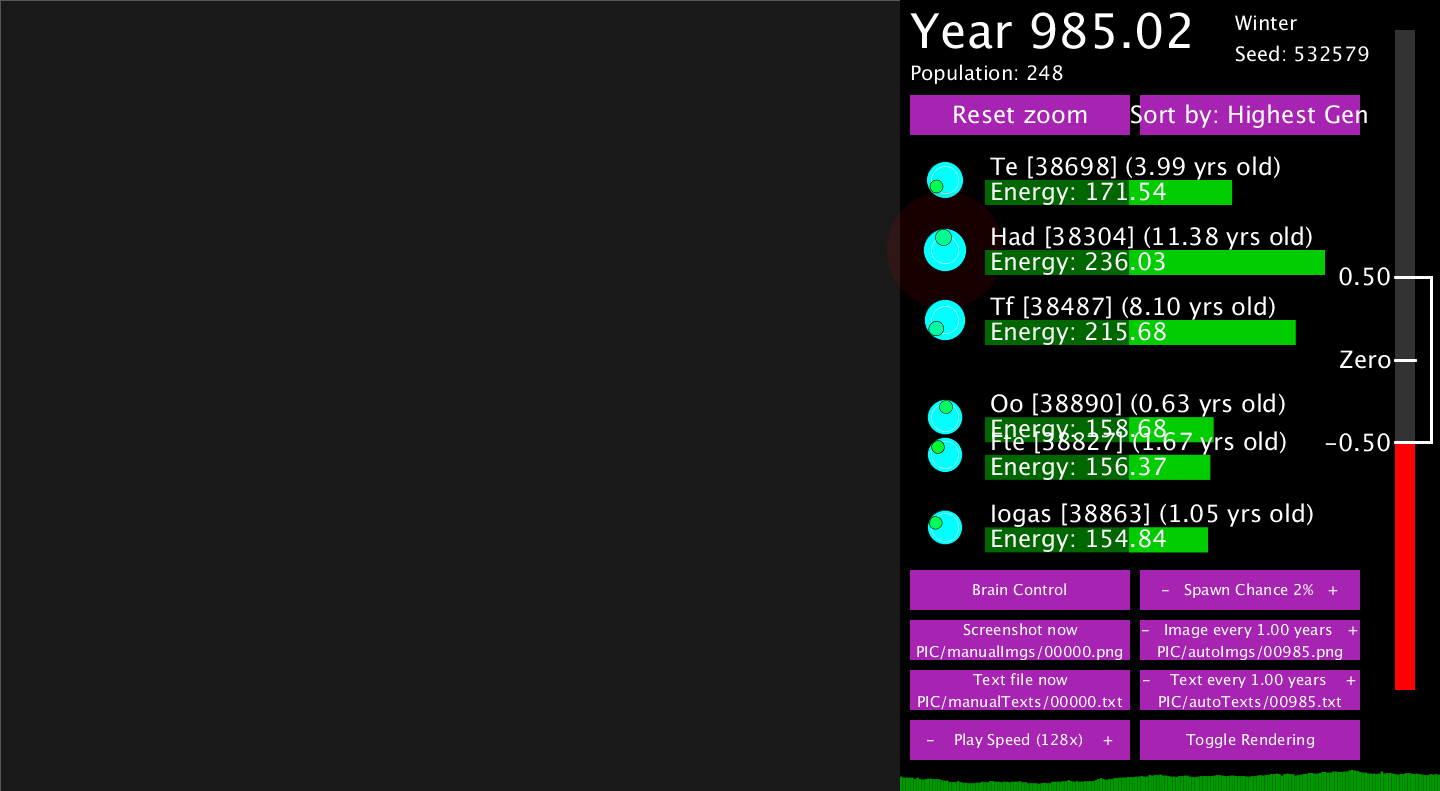 Year 985.02
Winter
Seed: 532579
Population: 248
Reset zoom
Sort by: Highest Gen
Te [38698] (3.99 yrs old)
Energy: 171.54
Had [38304] (11.38 yrs old)
Energy: 236.03
0.50
Tf [38487] (8.10 yrs old)
Energy: 215.68
Zero
Oo [38890] (0.63 yrs old)
Energy: 158.68
Fte [38827] (1.67 yrs old)
-0.50
Energy: 156.37
Iogas [38863] (1.05 yrs old)
Energy: 154.84
Brain Control
- Spawn Chance 2% +
Screenshot now
PIC/manualImgs/00000.png
- Image every 1.00 years +
PIC/autoImgs/00985.png
Text file now
PIC/manualTexts/00000.txt
- Text every 1.00 years +
PIC/autoTexts/00985.txt
- Play Speed (128x) +
Toggle Rendering